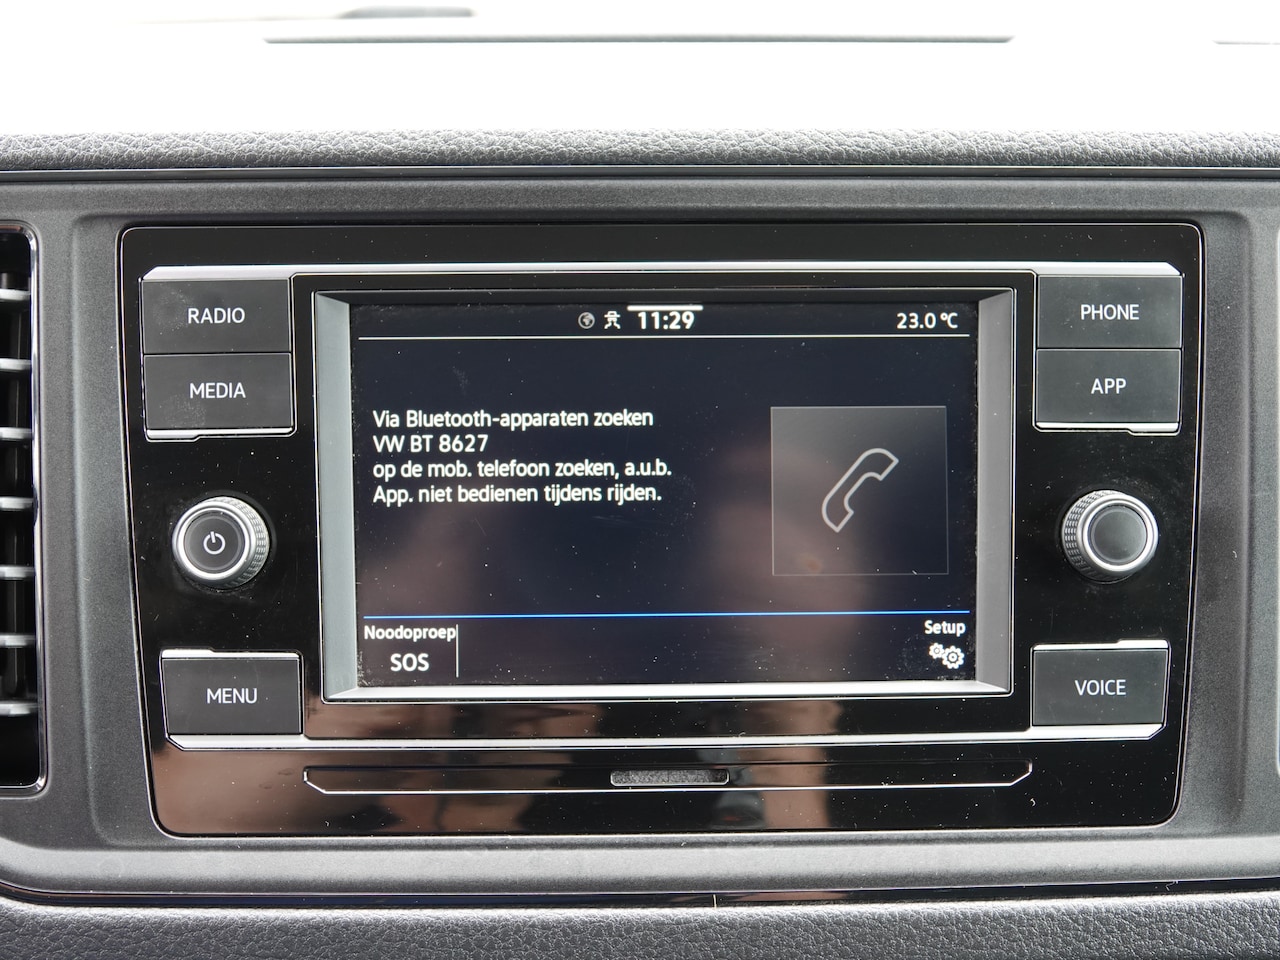 RADIO
MEDIA
MENU
11:29
23.0 °C
Via Bluetooth-apparaten zoeken
VW BT 8627
op de mob. telefoon zoeken, a.u.b.
App. niet bedienen tijdens rijden.
Noodoproep
SOS
Setup
PHONE
APP
VOICE